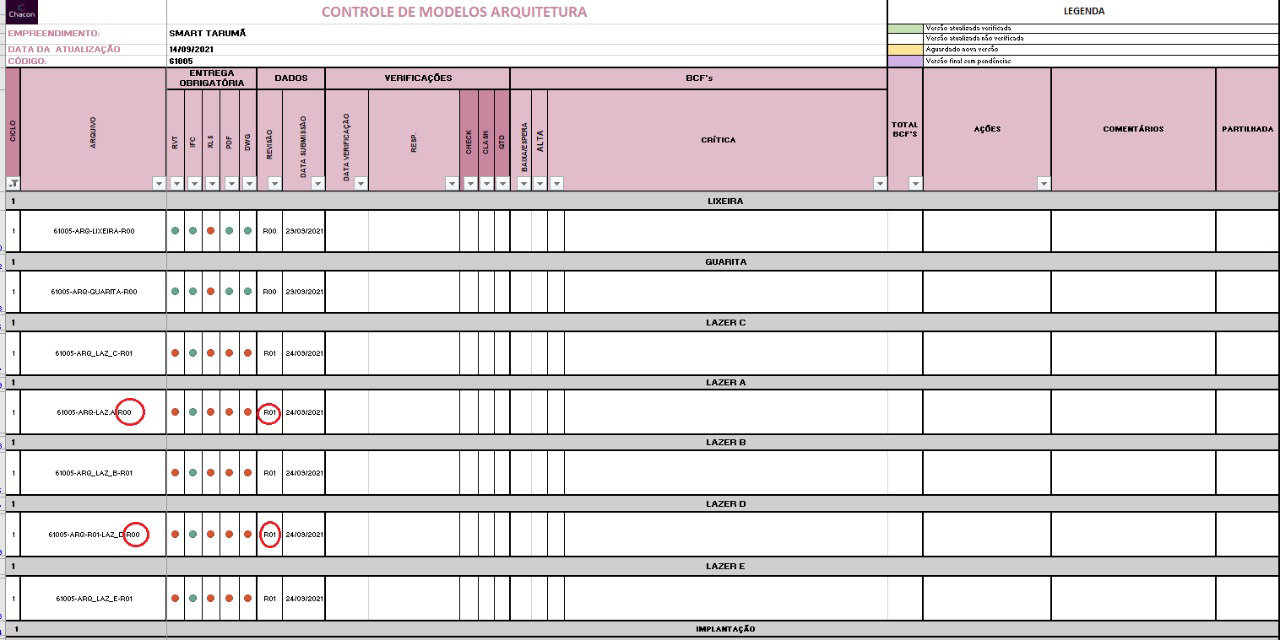 Chacon
CONTROLE DE MODELOS ARQUITETURA
LEGENDA
EMPREENDIMENTO: SMART TARUMÃ
DATA DA ATUALIZAÇÃO 14/09/2021
CÓDIGO: 61005
Versão atualizada verificada
Versão atualizada não verificada
Aguardado nova versão
Versão final sem pendências
ENTREGA OBRIGATÓRIA DADOS VERIFICAÇÕES BCF's
CICLO ARQUIVO RVT IFC XLS PDF DWG REVISÃO DATA SUBMISSÃO DATA VERIFICAÇÃO RESP. CHECK CLASH QTD BAIXA/ESPERA ALTA CRÍTICA TOTAL BCF'S AÇÕES COMENTÁRIOS PARTILHADA
1 LIXEIRA
1 61005-ARQ-LIXEIRA-R00 R00 29/09/2021
1 GUARITA
1 61005-ARQ-GUARITA-R00 R00 29/09/2021
1 LAZER C
1 61005-ARQ_LAZ_C-R01 R01 24/09/2021
1 LAZER A
1 61005-ARQ-LAZ.A-R00 R01 24/09/2021
1 LAZER B
1 61005-ARQ_LAZ_B-R01 R01 24/09/2021
1 LAZER D
1 61005-ARQ-R01-LAZ_D-R00 R01 24/09/2021
1 LAZER E
1 61005-ARQ_LAZ_E-R01 R01 24/09/2021
1 IMPLANTAÇÃO